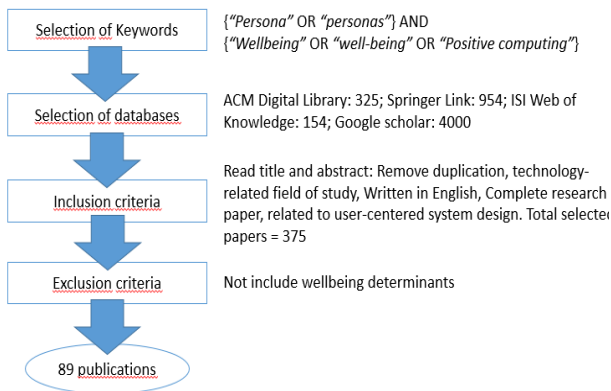 Selection of Keywords
{“Persona” OR “personas”} AND
{“Wellbeing” OR “well-being” OR “Positive computing”}
Selection of databases
ACM Digital Library: 325; Springer Link: 954; ISI Web of
Knowledge: 154; Google scholar: 4000
Inclusion criteria
Read title and abstract: Remove duplication, technology-
related field of study, Written in English, Complete research
paper, related to user-centered system design. Total selected
papers = 375
Exclusion criteria
Not include wellbeing determinants
89 publications